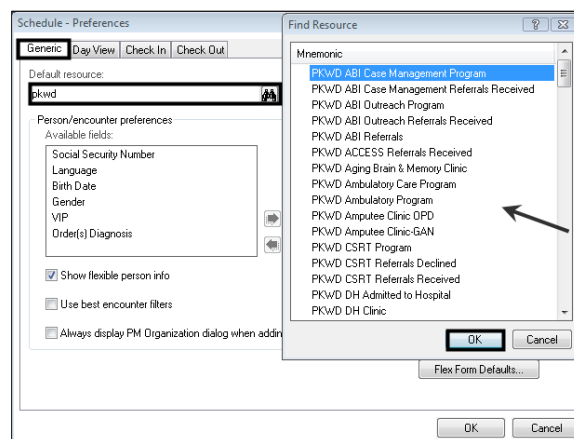 Schedule - Preferences
Generic Day View Check In Check Out
Default resource:
pkwd
Person/encounter preferences
Available fields:
Social Security Number
Language
Birth Date
Gender
VIP
Order(s) Diagnosis
Show flexible person info
Use best encounter filters
Always display PM Organization dialog when addin
Find Resource
Mnemonic
PKWD ABI Case Management Program
PKWD ABI Case Management Referrals Received
PKWD ABI Outreach Program
PKWD ABI Outreach Referrals Received
PKWD ABI Referrals
PKWD ACCESS Referrals Received
PKWD Aging Brain & Memory Clinic
PKWD Ambulatory Care Program
PKWD Ambulatory Program
PKWD Amputee Clinic OPD
PKWD Amputee Clinic-GAN
PKWD CSRT Program
PKWD CSRT Referrals Declined
PKWD CSRT Referrals Received
PKWD DH Admitted to Hospital
PKWD DH Clinic
OK Cancel
Flex Form Defaults...
OK Cancel